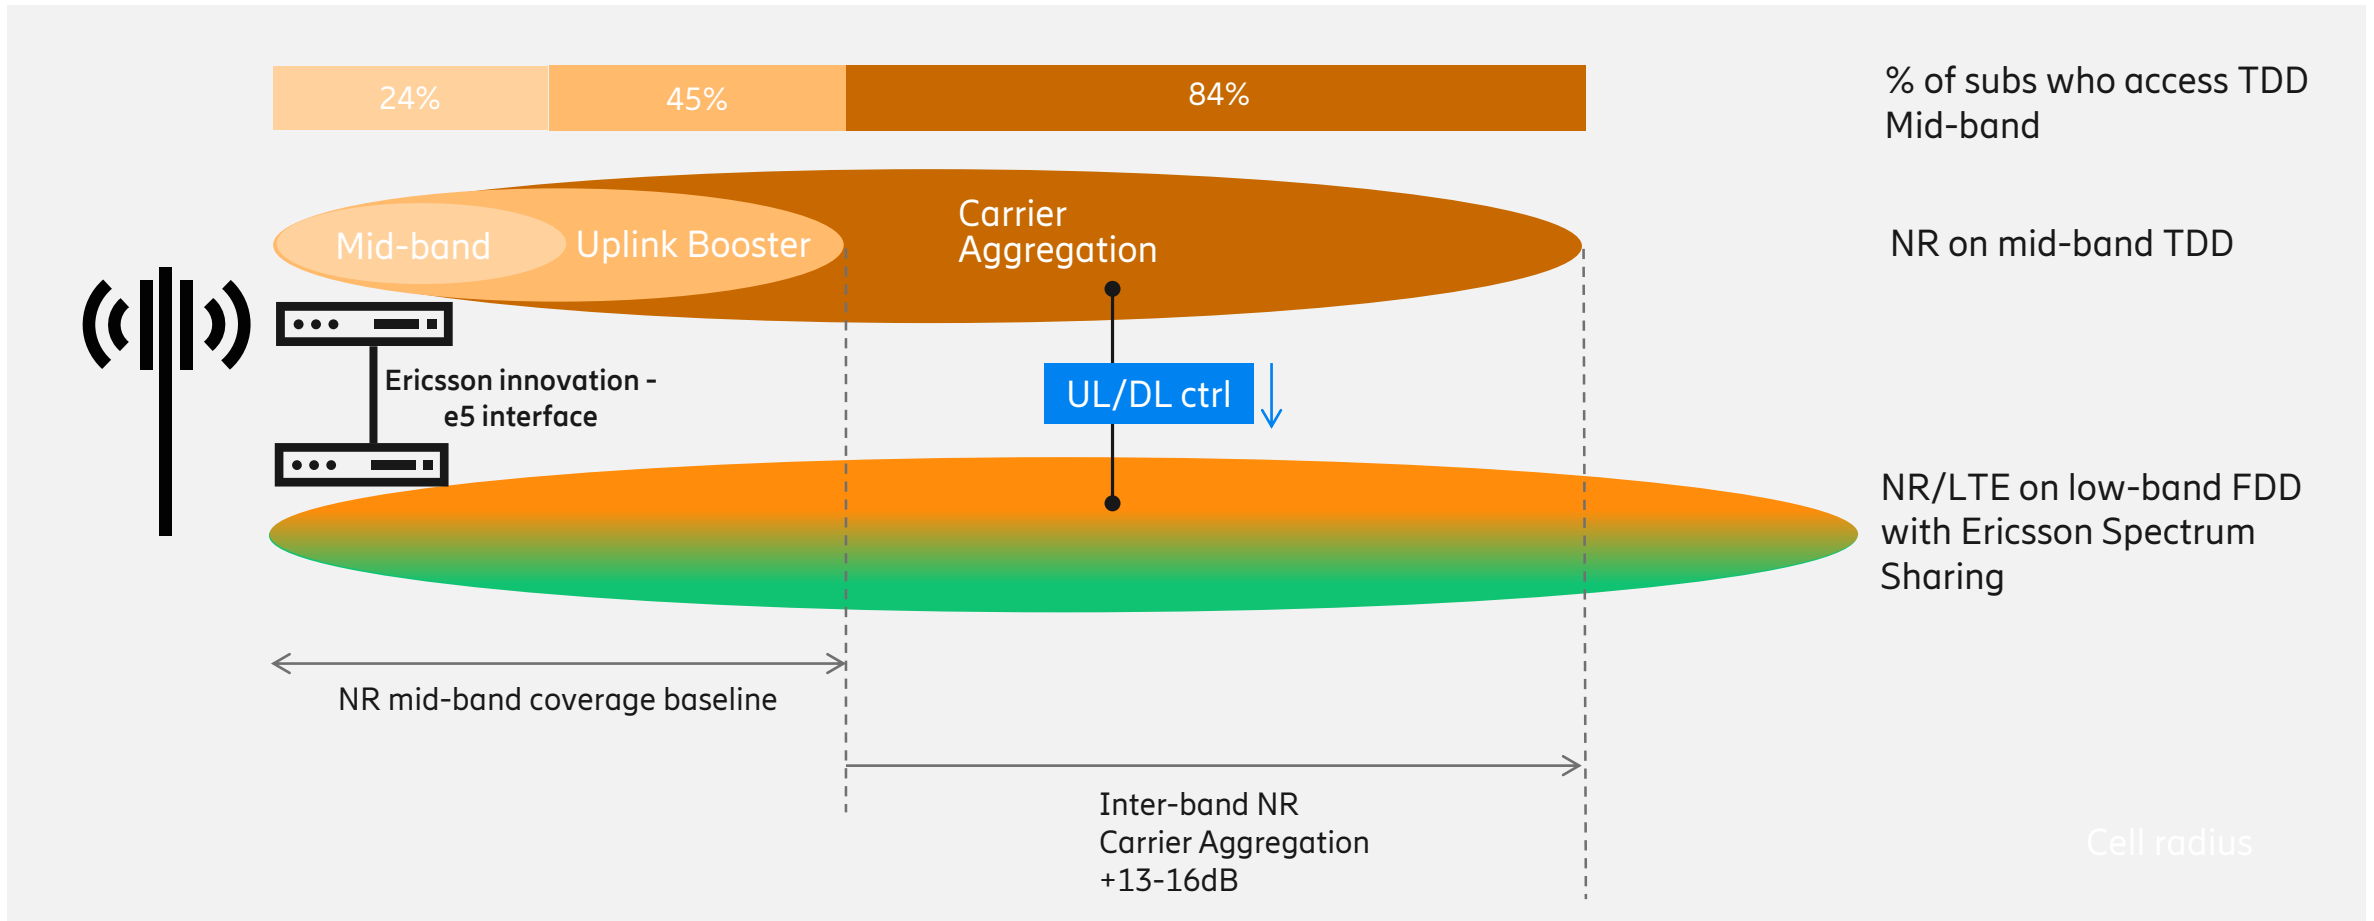 24%
45%
84%
% of subs who access TDD
Mid-band
Mid-band
Uplink Booster
Carrier
Aggregation
NR on mid-band TDD
Ericsson innovation -
e5 interface
UL/DL ctrl
NR/LTE on low-band FDD
with Ericsson Spectrum
Sharing
NR mid-band coverage baseline
Inter-band NR
Carrier Aggregation
+13-16dB
Cell radius